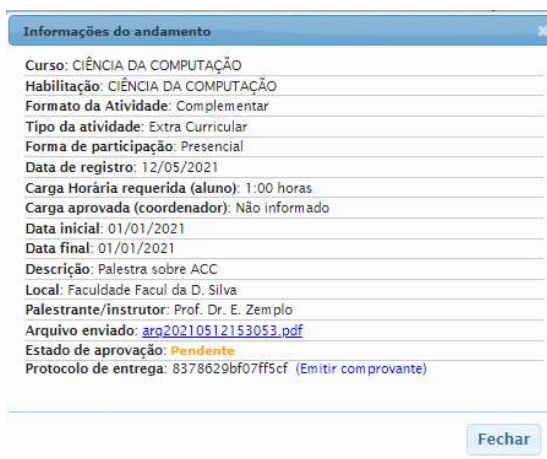 Informações do andamento
Curso: CIÊNCIA DA COMPUTAÇÃO
Habilitação: CIÊNCIA DA COMPUTAÇÃO
Formato da Atividade: Complementar
Tipo da atividade: Extra Curricular
Forma de participação: Presencial
Data de registro: 12/05/2021
Carga Horária requerida (aluno): 1:00 horas
Carga aprovada (coordenador): Não informado
Data inicial: 01/01/2021
Data final: 01/01/2021
Descrição: Palestra sobre ACC
Local: Faculdade Facul da D. Silva
Palestrante/instrutor: Prof. Dr. E. Zemplo
Arquivo enviado: arq20210512153053.pdf
Estado de aprovação: Pendente
Protocolo de entrega: 8378629bf07ff5cf (Emitir comprovante)
Fechar